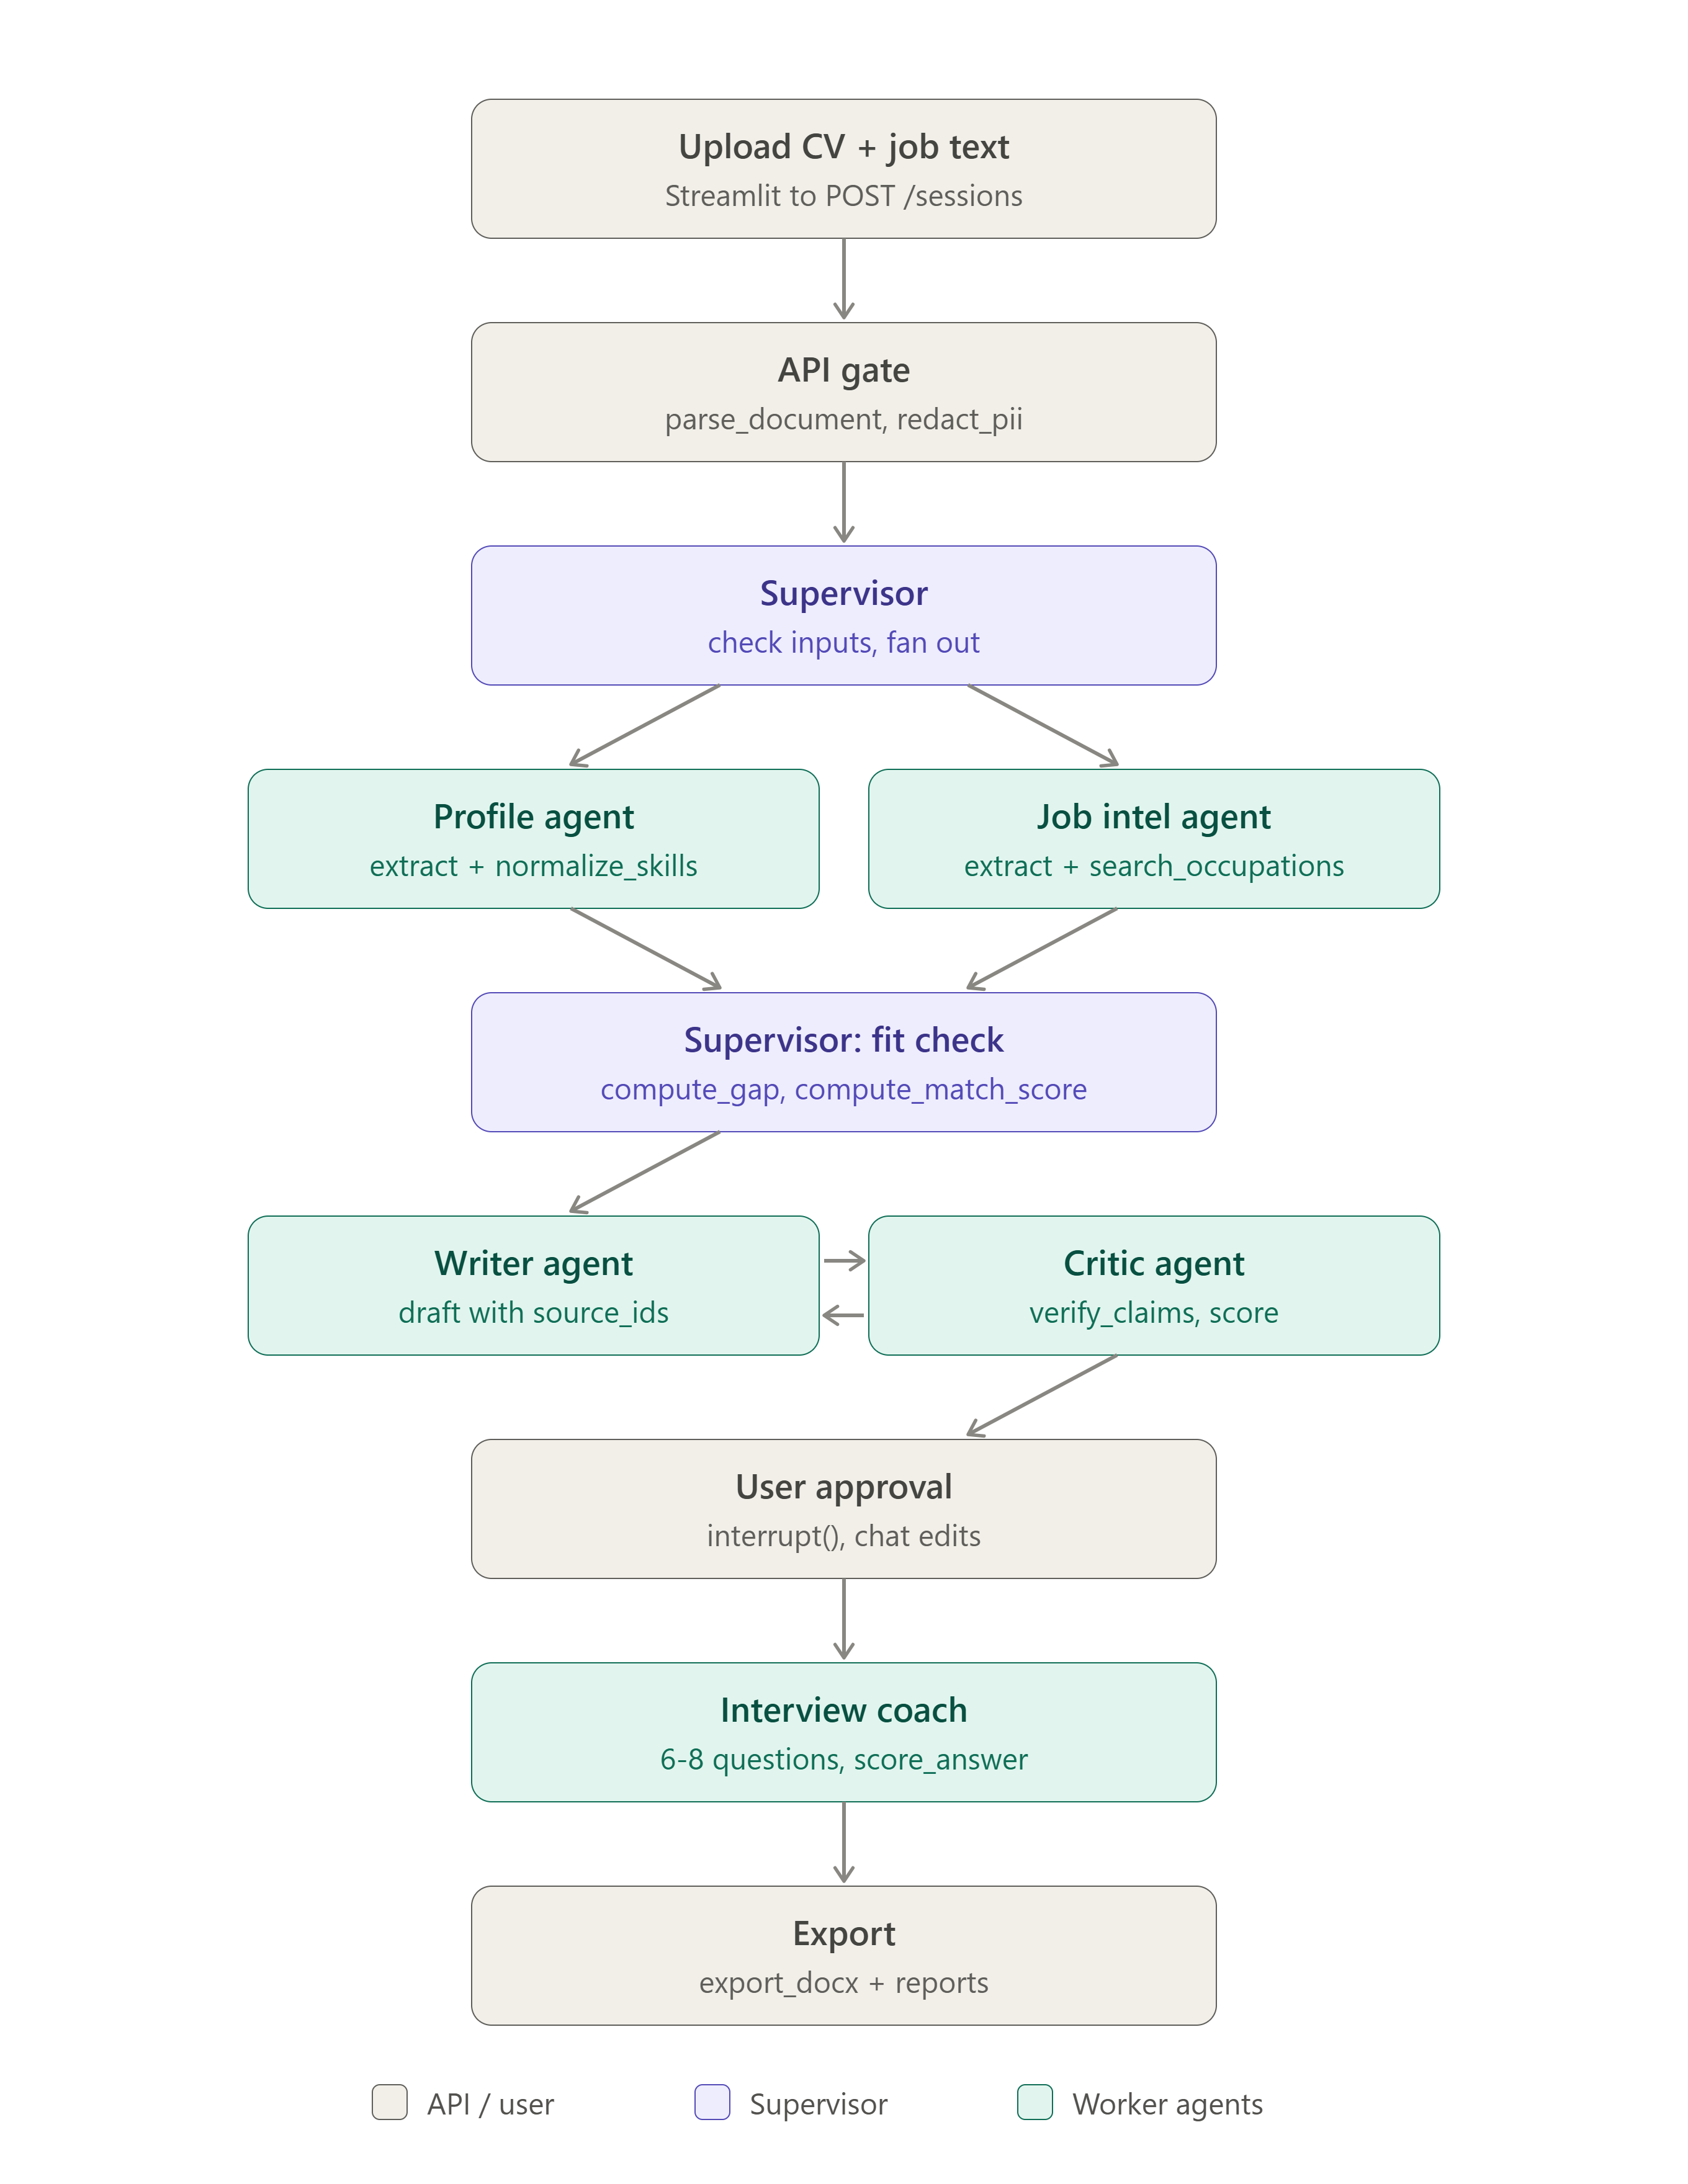 Upload CV + job text
Streamlit to POST /sessions
API gate
parse_document, redact_pii
Supervisor
check inputs, fan out
Profile agent
extract + normalize_skills
Job intel agent
extract + search_occupations
Supervisor: fit check
compute_gap, compute_match_score
Writer agent
draft with source_ids
Critic agent
verify_claims, score
User approval
interrupt(), chat edits
Interview coach
6-8 questions, score_answer
Export
export_docx + reports
API / user
Supervisor
Worker agents